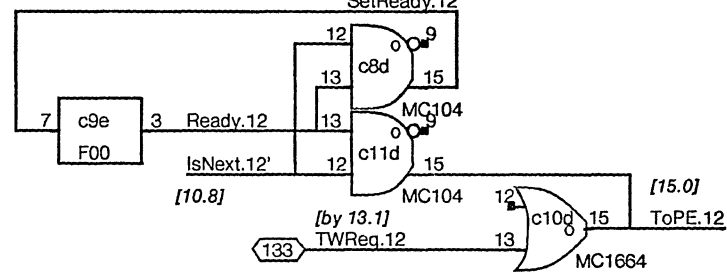 SetReady.12
12
o
9
c8d
13
15
MC104
7
c9e
3
Ready.12
13
o
9
F00
c11d
IsNext.12'
12
15
[10.8]
MC104
[15.0]
12
[by 13.1]
c10d
15
ToPE.12
o
133
TWReq.12
13
MC1664